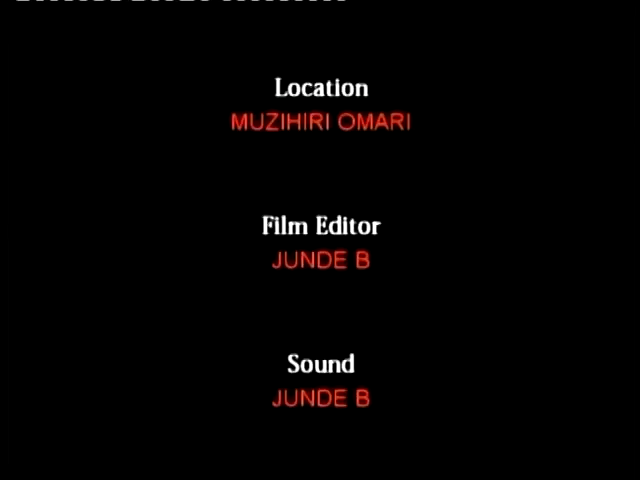 Location
MUZIHIRI OMARI
Film Editor
JUNDE B
Sound
JUNDE B